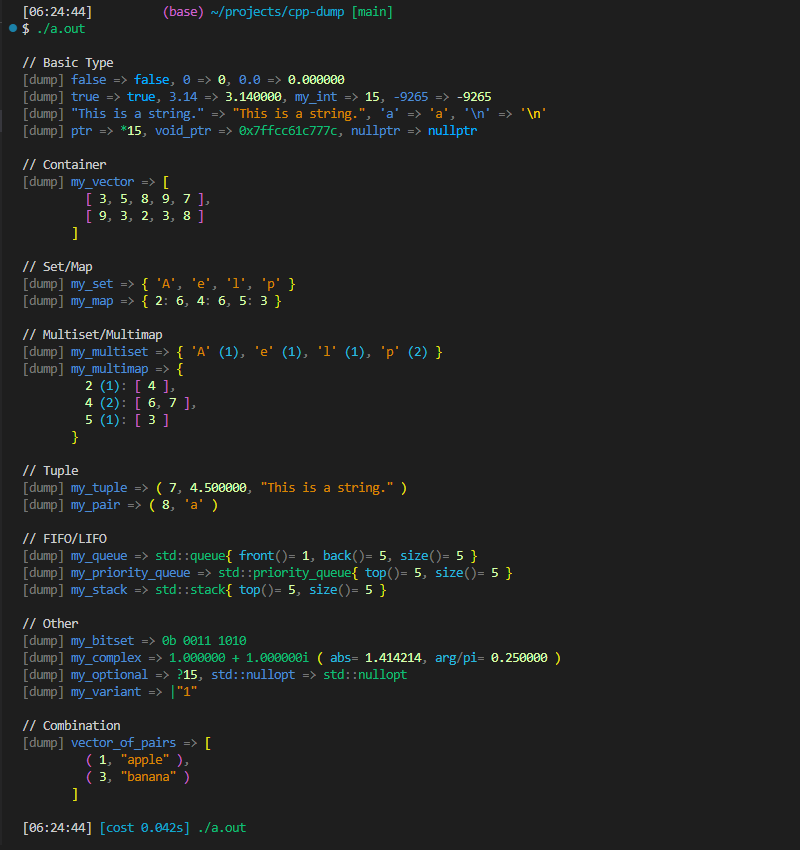 [06:24:44] (base) ~/projects/cpp-dump [main]
$ ./a.out
// Basic Type
[dump] false => false, 0 => 0, 0.0 => 0.000000
[dump] true => true, 3.14 => 3.140000, my_int => 15, -9265 => -9265
[dump] "This is a string." => "This is a string.", 'a' => 'a', '\n' => '\n'
[dump] ptr => *15, void_ptr => 0x7ffcc61c777c, nullptr => nullptr
// Container
[dump] my_vector => [
[ 3, 5, 8, 9, 7 ],
[ 9, 3, 2, 3, 8 ]
]
// Set/Map
[dump] my_set => { 'A', 'e', 'l', 'p' }
[dump] my_map => { 2: 6, 4: 6, 5: 3 }
// Multiset/Multimap
[dump] my_multiset => { 'A' (1), 'e' (1), 'l' (1), 'p' (2) }
[dump] my_multimap => {
2 (1): [ 4 ],
4 (2): [ 6, 7 ],
5 (1): [ 3 ]
}
// Tuple
[dump] my_tuple => ( 7, 4.500000, "This is a string." )
[dump] my_pair => ( 8, 'a' )
// FIFO/LIFO
[dump] my_queue => std::queue{ front()= 1, back()= 5, size()= 5 }
[dump] my_priority_queue => std::priority_queue{ top()= 5, size()= 5 }
[dump] my_stack => std::stack{ top()= 5, size()= 5 }
// Other
[dump] my_bitset => 0b 0011 1010
[dump] my_complex => 1.000000 + 1.000000i ( abs= 1.414214, arg/pi= 0.250000 )
[dump] my_optional => ?15, std::nullopt => std::nullopt
[dump] my_variant => |"1"
// Combination
[dump] vector_of_pairs => [
( 1, "apple" ),
( 3, "banana" )
]
[06:24:44] [cost 0.042s] ./a.out